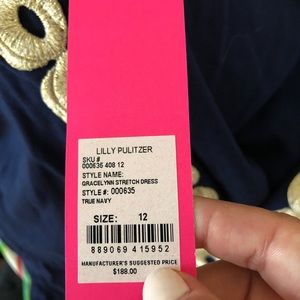 LILLY PULITZER
SKU #
000635 408 12
STYLE NAME:
GRACELYNN STRETCH DRESS
STYLE #: 000635
TRUE NAVY
SIZE: 12
889069 415952
MANUFACTURER'S SUGGESTED PRICE
$188.00